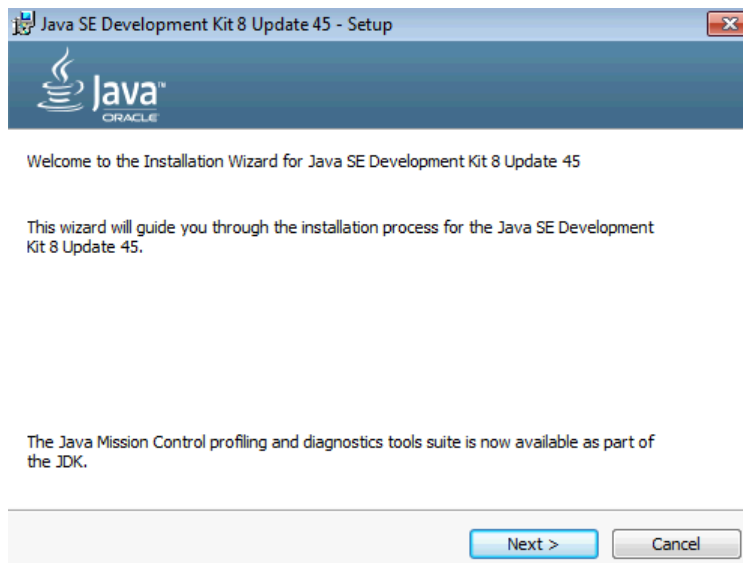 Java SE Development Kit 8 Update 45 - Setup
Java™
ORACLE
Welcome to the Installation Wizard for Java SE Development Kit 8 Update 45
This wizard will guide you through the installation process for the Java SE Development
Kit 8 Update 45.
The Java Mission Control profiling and diagnostics tools suite is now available as part of
the JDK.
Next > Cancel